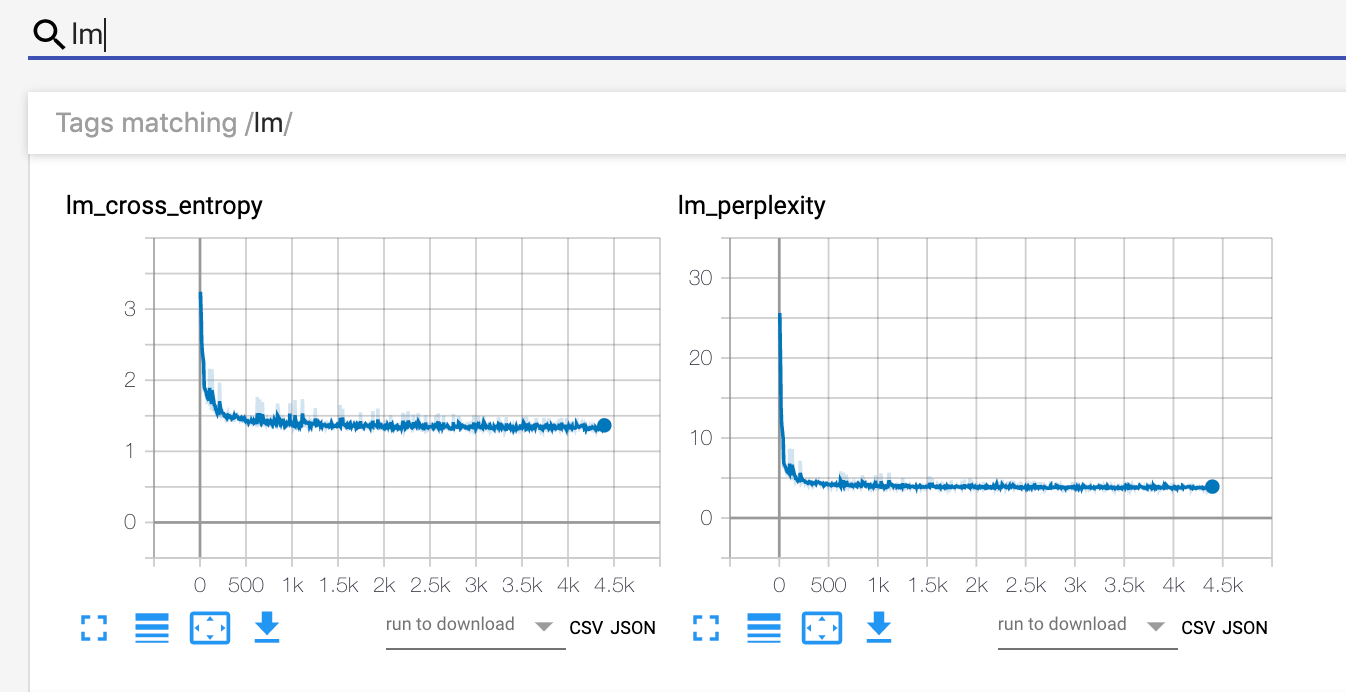 lm
Tags matching /lm/
lm_cross_entropy
3
2
1
0
0 500 1k 1.5k 2k 2.5k 3k 3.5k 4k 4.5k
run to download CSV JSON
lm_perplexity
30
20
10
0
0 500 1k 1.5k 2k 2.5k 3k 3.5k 4k 4.5k
run to download CSV JSON